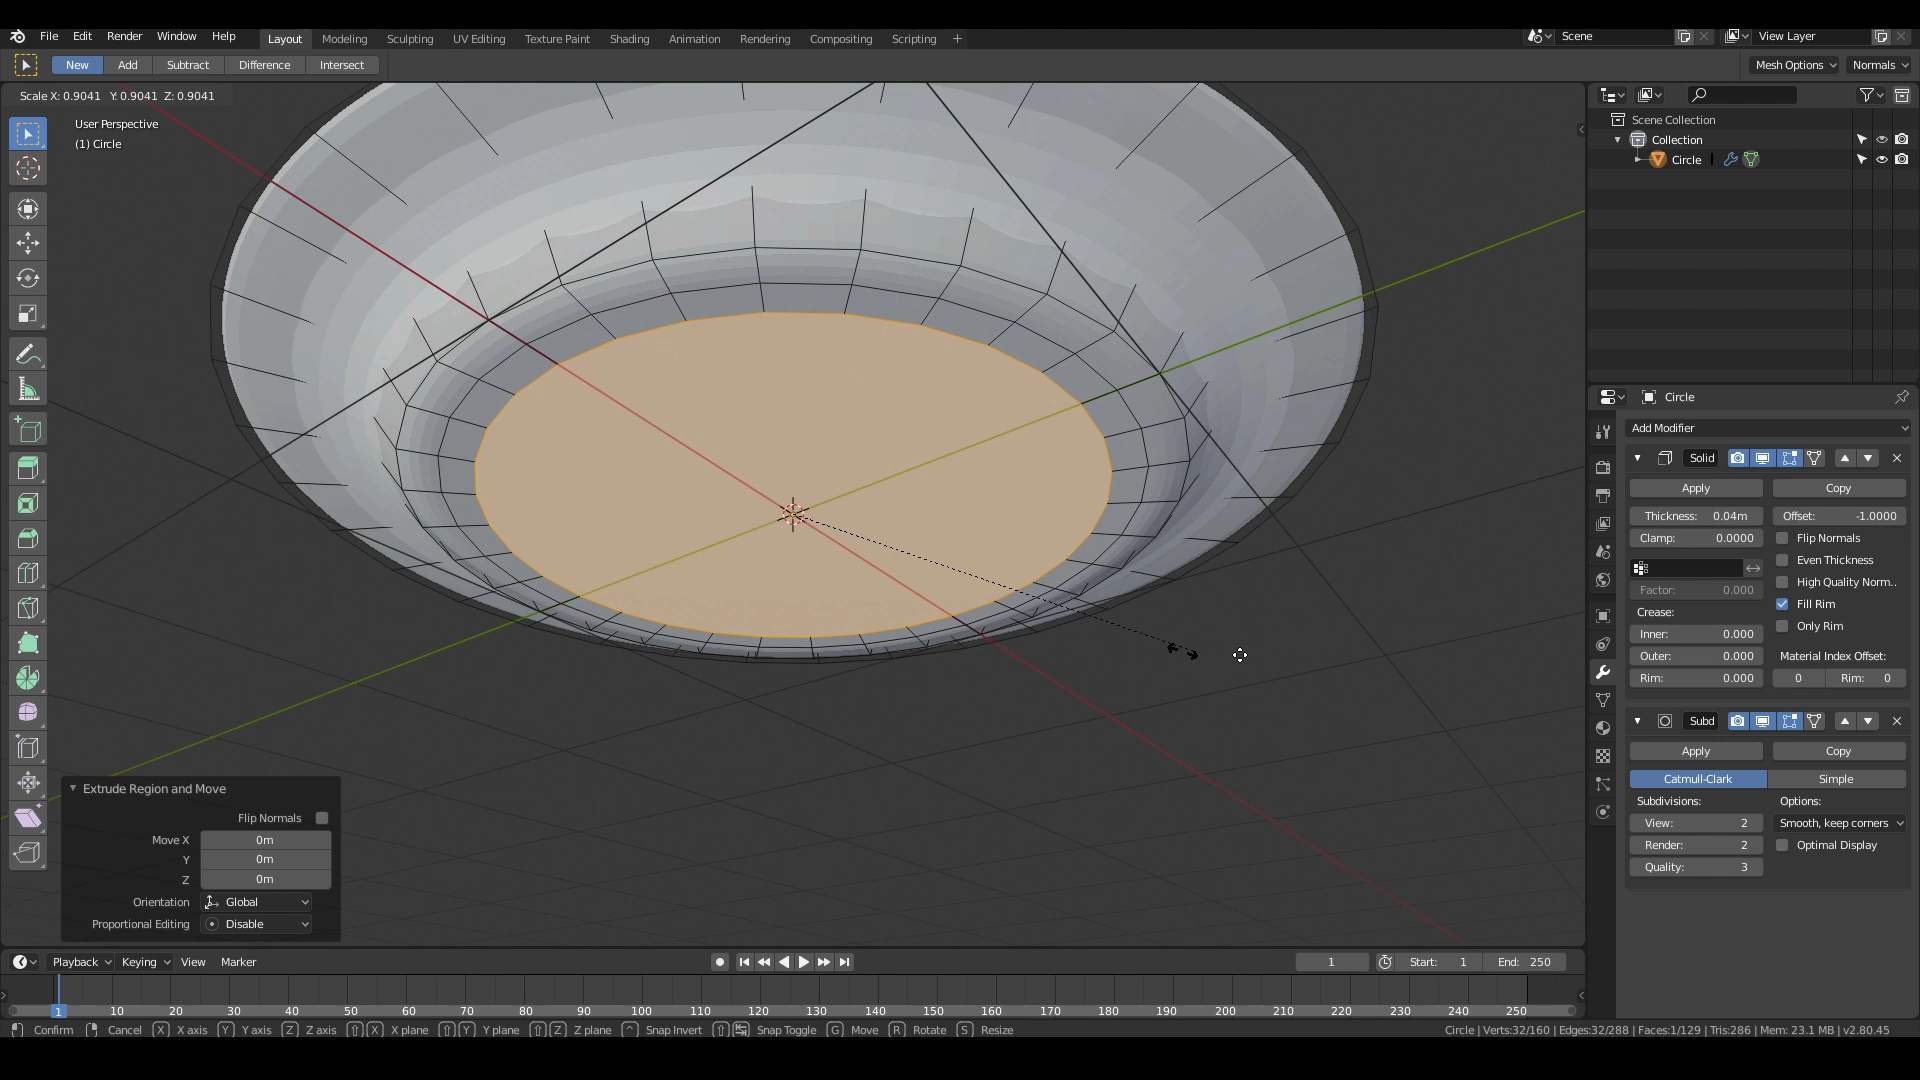 File Edit Render Window Help Layout Modeling Sculpting UV Editing Texture Paint Shading Animation Rendering Compositing Scripting + Scene View Layer
New Add Subtract Difference Intersect Mesh Options Normals
Scale X: 0.9041 Y: 0.9041 Z: 0.9041
User Perspective
(1) Circle
Scene Collection
Collection
Circle
Circle
Add Modifier
Solid
Apply Copy
Thickness: 0.04m Offset: -1.0000
Clamp: 0.0000 Flip Normals
Even Thickness
High Quality Norm..
Factor: 0.000 Fill Rim
Crease: Only Rim
Inner: 0.000
Outer: 0.000 Material Index Offset:
Rim: 0.000 0 Rim: 0
Subd
Apply Copy
Catmull-Clark Simple
Subdivisions: Options:
View: 2 Smooth, keep corners
Render: 2 Optimal Display
Quality: 3
Extrude Region and Move
Flip Normals
Move X 0m
Y 0m
Z 0m
Orientation Global
Proportional Editing Disable
Playback Keying View Marker 1 Start: 1 End: 250
1 10 20 30 40 50 60 70 80 90 100 110 120 130 140 150 160 170 180 190 200 210 220 230 240 250
Confirm Cancel X X axis Y Y axis Z Z axis X X plane Y Y plane Z Z plane ^ Snap Invert Snap Toggle G Move R Rotate S Resize Circle | Verts:32/160 | Edges:32/288 | Faces:1/129 | Tris:286 | Mem: 23.1 MB | v2.80.45